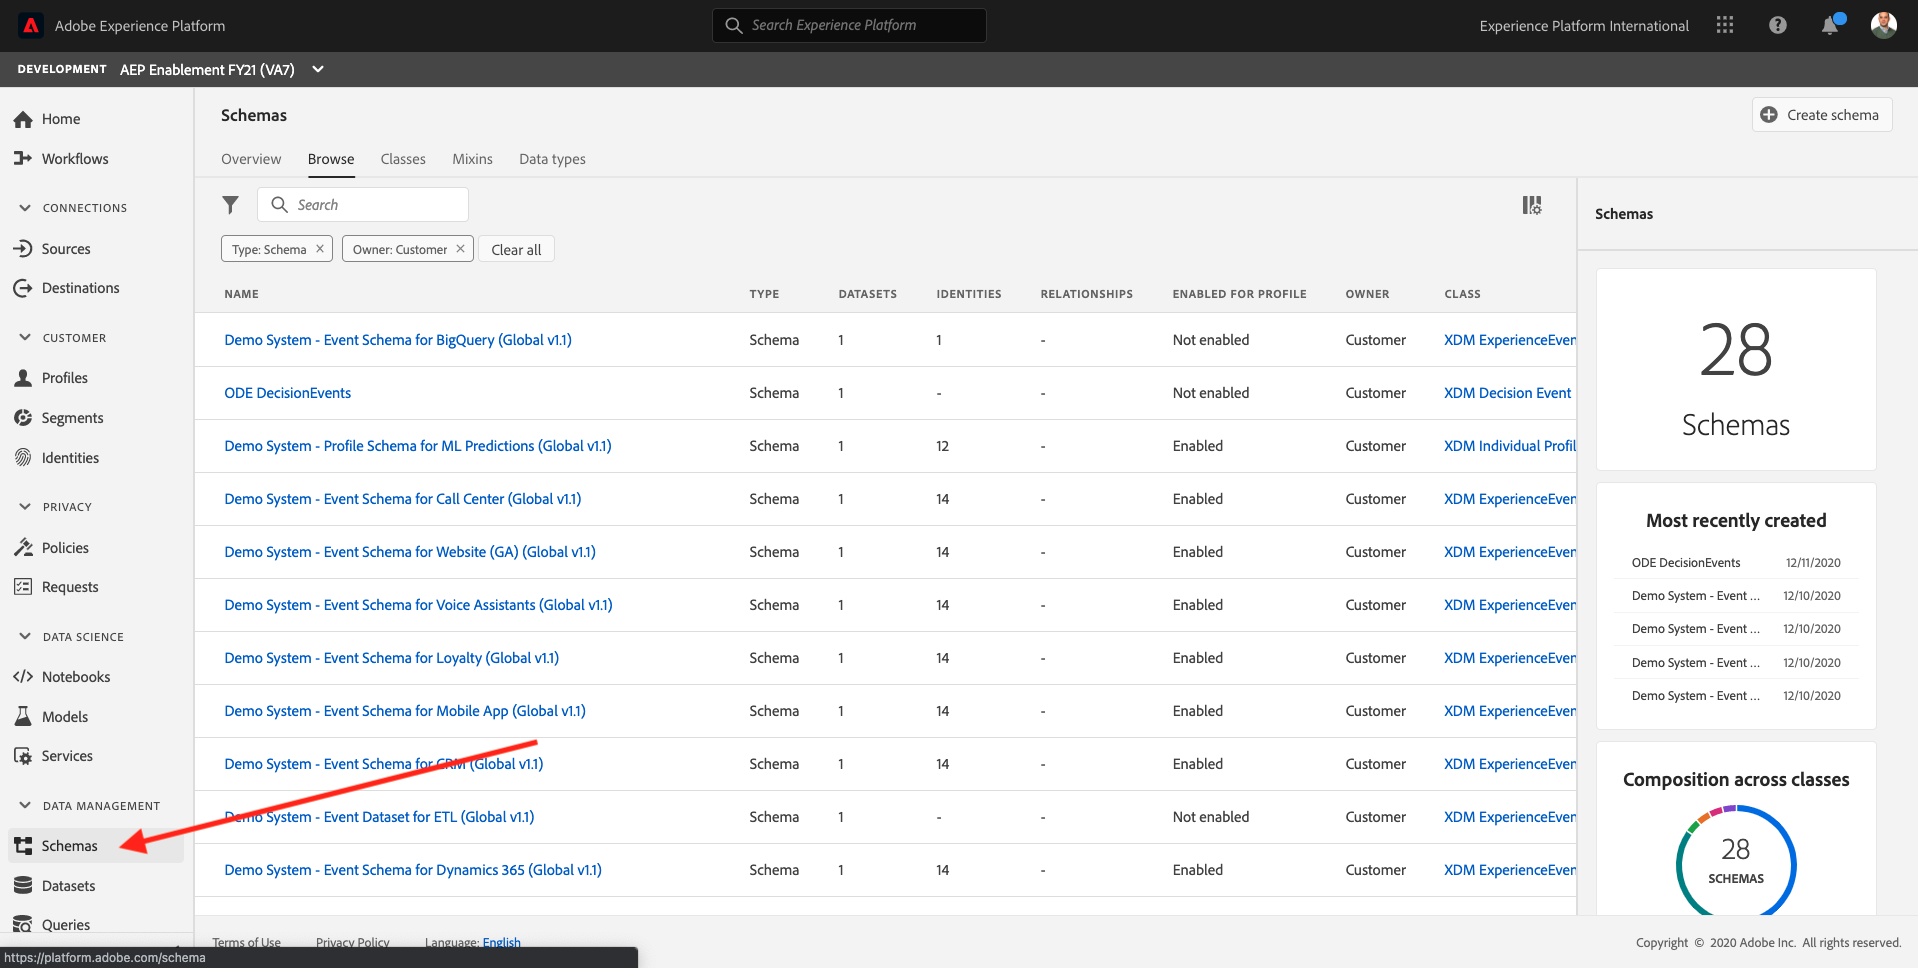 Adobe Experience Platform
Search Experience Platform
Experience Platform International
DEVELOPMENT AEP Enablement FY21 (VA7)
Home
Workflows
CONNECTIONS
Sources
Destinations
CUSTOMER
Profiles
Segments
Identities
PRIVACY
Policies
Requests
DATA SCIENCE
Notebooks
Models
Services
DATA MANAGEMENT
Schemas
Datasets
Queries
Schemas
Create schema
Overview Browse Classes Mixins Data types
Search
Type: Schema × Owner: Customer × Clear all
NAME TYPE DATASETS IDENTITIES RELATIONSHIPS ENABLED FOR PROFILE OWNER CLASS
Demo System - Event Schema for BigQuery (Global v1.1) Schema 1 1 - Not enabled Customer XDM ExperienceEven
ODE DecisionEvents Schema 1 - - Not enabled Customer XDM Decision Event
Demo System - Profile Schema for ML Predictions (Global v1.1) Schema 1 12 - Enabled Customer XDM Individual Profil
Demo System - Event Schema for Call Center (Global v1.1) Schema 1 14 - Enabled Customer XDM ExperienceEven
Demo System - Event Schema for Website (GA) (Global v1.1) Schema 1 14 - Enabled Customer XDM ExperienceEven
Demo System - Event Schema for Voice Assistants (Global v1.1) Schema 1 14 - Enabled Customer XDM ExperienceEven
Demo System - Event Schema for Loyalty (Global v1.1) Schema 1 14 - Enabled Customer XDM ExperienceEven
Demo System - Event Schema for Mobile App (Global v1.1) Schema 1 14 - Enabled Customer XDM ExperienceEven
Demo System - Event Schema for CRM (Global v1.1) Schema 1 14 - Enabled Customer XDM ExperienceEven
Demo System - Event Dataset for ETL (Global v1.1) Schema 1 - - Not enabled Customer XDM ExperienceEven
Demo System - Event Schema for Dynamics 365 (Global v1.1) Schema 1 14 - Enabled Customer XDM ExperienceEven
Schemas
28
Schemas
Most recently created
ODE DecisionEvents 12/11/2020
Demo System - Event ... 12/10/2020
Demo System - Event ... 12/10/2020
Demo System - Event ... 12/10/2020
Demo System - Event ... 12/10/2020
Composition across classes
28
SCHEMAS
Terms of Use Privacy Policy Language: English
Copyright © 2020 Adobe Inc. All rights reserved.
https://platform.adobe.com/schema